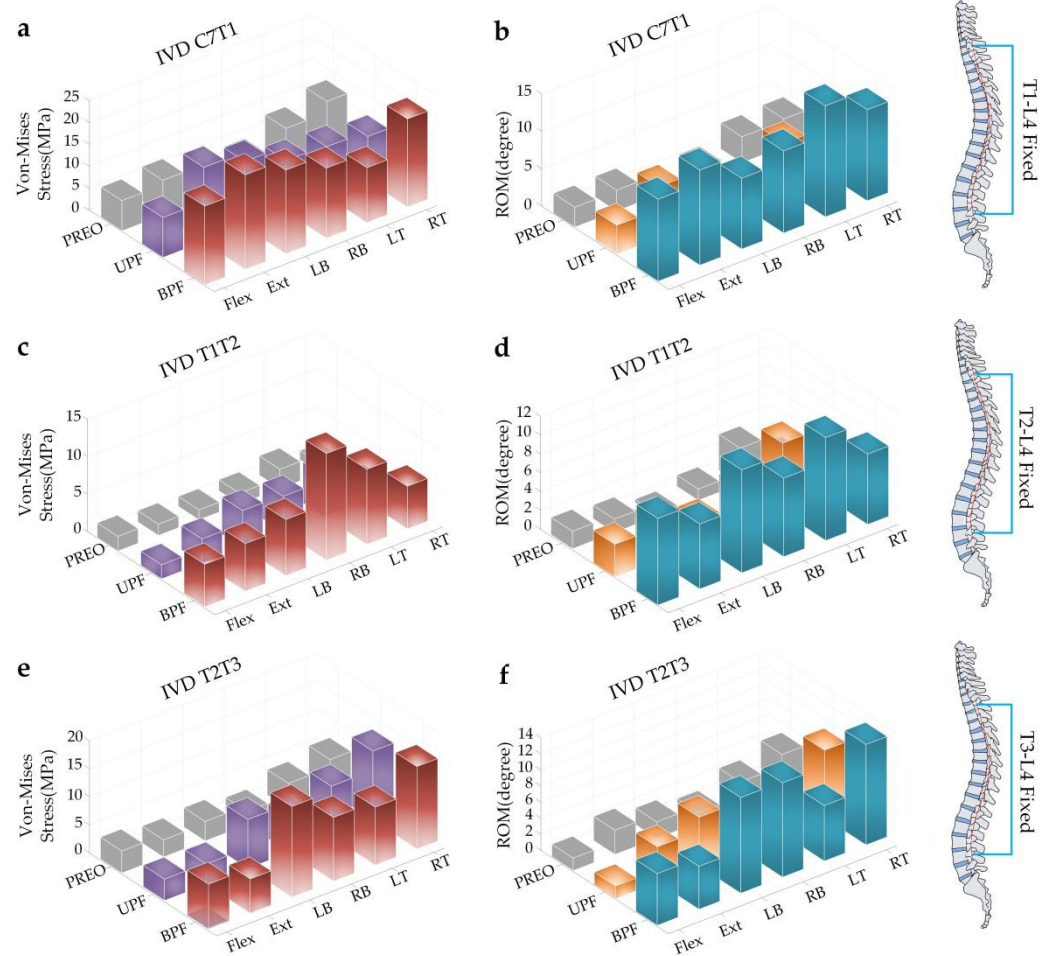 a
IVD C7T1
Von-Mises
Stress(MPa)
25
20
15
10
5
0
PREO
UPF
BPF
Flex
Ext
LB
RB
LT
RT
b
IVD C7T1
ROM(degree)
15
10
5
0
PREO
UPF
BPF
Flex
Ext
LB
RB
LT
RT
T1-L4 Fixed
c
IVD T1T2
Von-Mises
Stress(MPa)
15
10
5
0
PREO
UPF
BPF
Flex
Ext
LB
RB
LT
RT
d
IVD T1T2
ROM(degree)
12
10
8
6
4
2
0
PREO
UPF
BPF
Flex
Ext
LB
RB
LT
RT
T2-L4 Fixed
e
IVD T2T3
Von-Mises
Stress(MPa)
20
15
10
5
0
PREO
UPF
BPF
Flex
Ext
LB
RB
LT
RT
f
IVD T2T3
ROM(degree)
14
12
10
8
6
4
2
0
PREO
UPF
BPF
Flex
Ext
LB
RB
LT
RT
T3-L4 Fixed